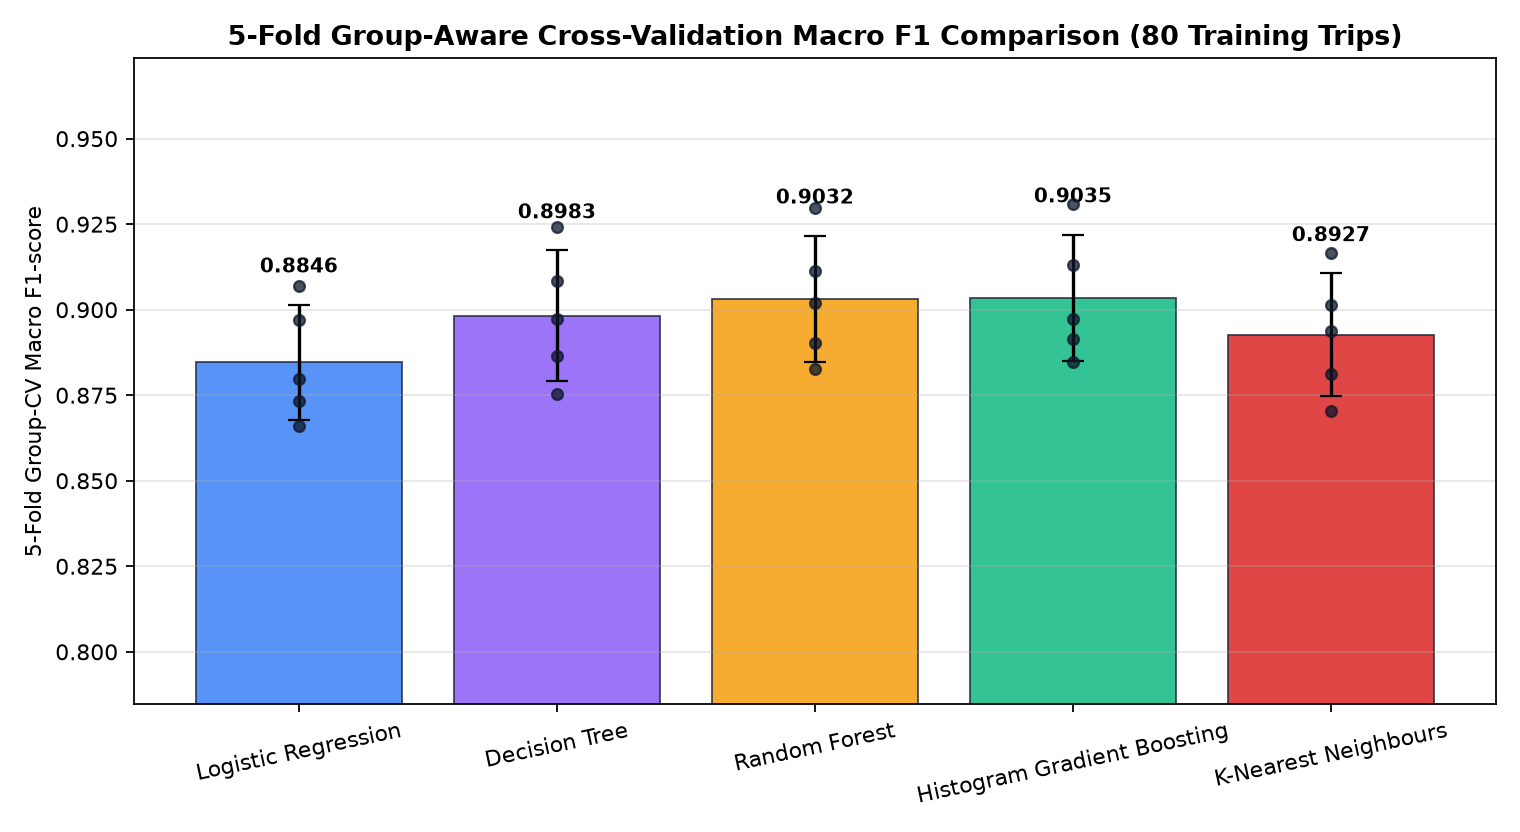 5-Fold Group-Aware Cross-Validation Macro F1 Comparison (80 Training Trips)
5-Fold Group-CV Macro F1-score
0.950
0.925
0.900
0.875
0.850
0.825
0.800
0.8846
0.8983
0.9032
0.9035
0.8927
Logistic Regression
Decision Tree
Random Forest
Histogram Gradient Boosting
K-Nearest Neighbours